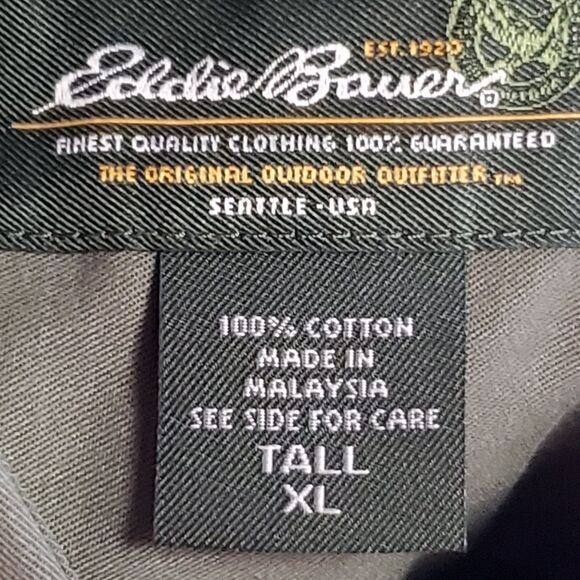 EST. 1920
Eddie Bauer
FINEST QUALITY CLOTHING 100% GUARANTEED
THE ORIGINAL OUTDOOR OUTFITTER TM
SEATTLE - USA
100% COTTON
MADE IN
MALAYSIA
SEE SIDE FOR CARE
TALL
XL